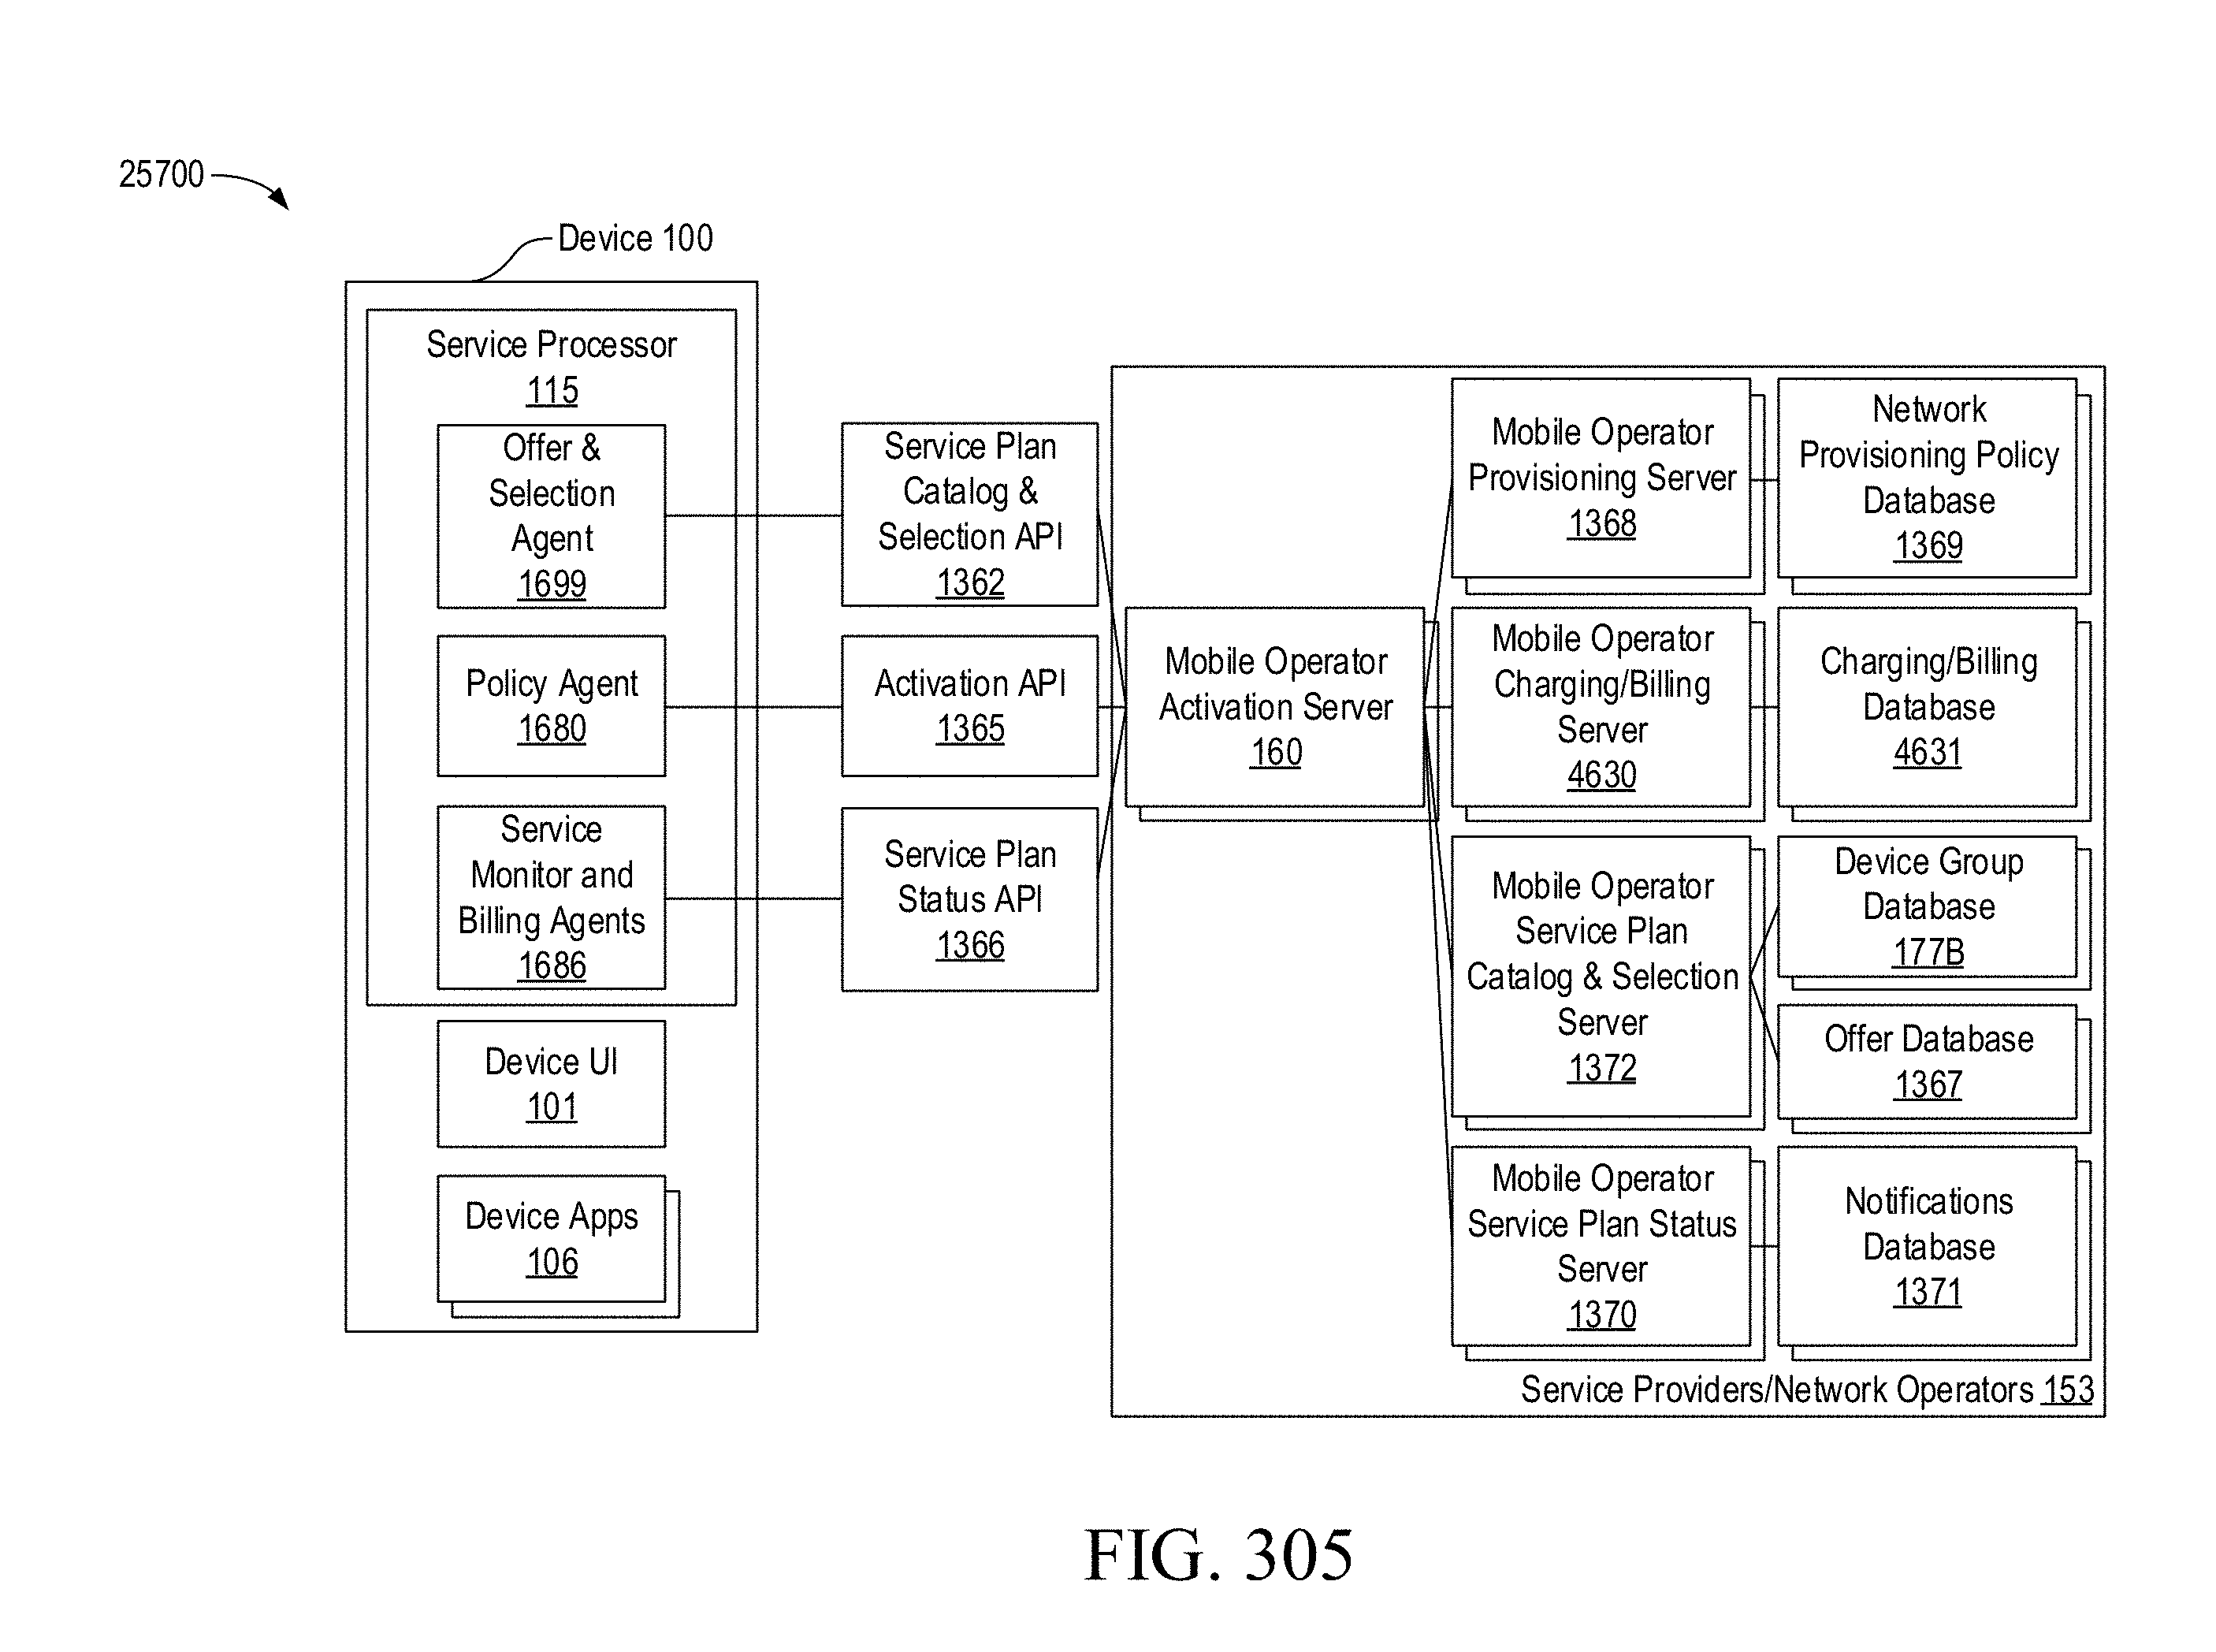 25700
Device 100
Service Processor
115
Offer &
Selection
Agent
1699
Policy Agent
1680
Service
Monitor and
Billing Agents
1686
Device UI
101
Device Apps
106
Service Plan
Catalog &
Selection API
1362
Activation API
1365
Service Plan
Status API
1366
Mobile Operator
Activation Server
160
Mobile Operator
Provisioning Server
1368
Mobile Operator
Charging/Billing
Server
4630
Mobile Operator
Service Plan
Catalog & Selection
Server
1372
Mobile Operator
Service Plan Status
Server
1370
Network
Provisioning Policy
Database
1369
Charging/Billing
Database
4631
Device Group
Database
177B
Offer Database
1367
Notifications
Database
1371
Service Providers/Network Operators 153
FIG. 305